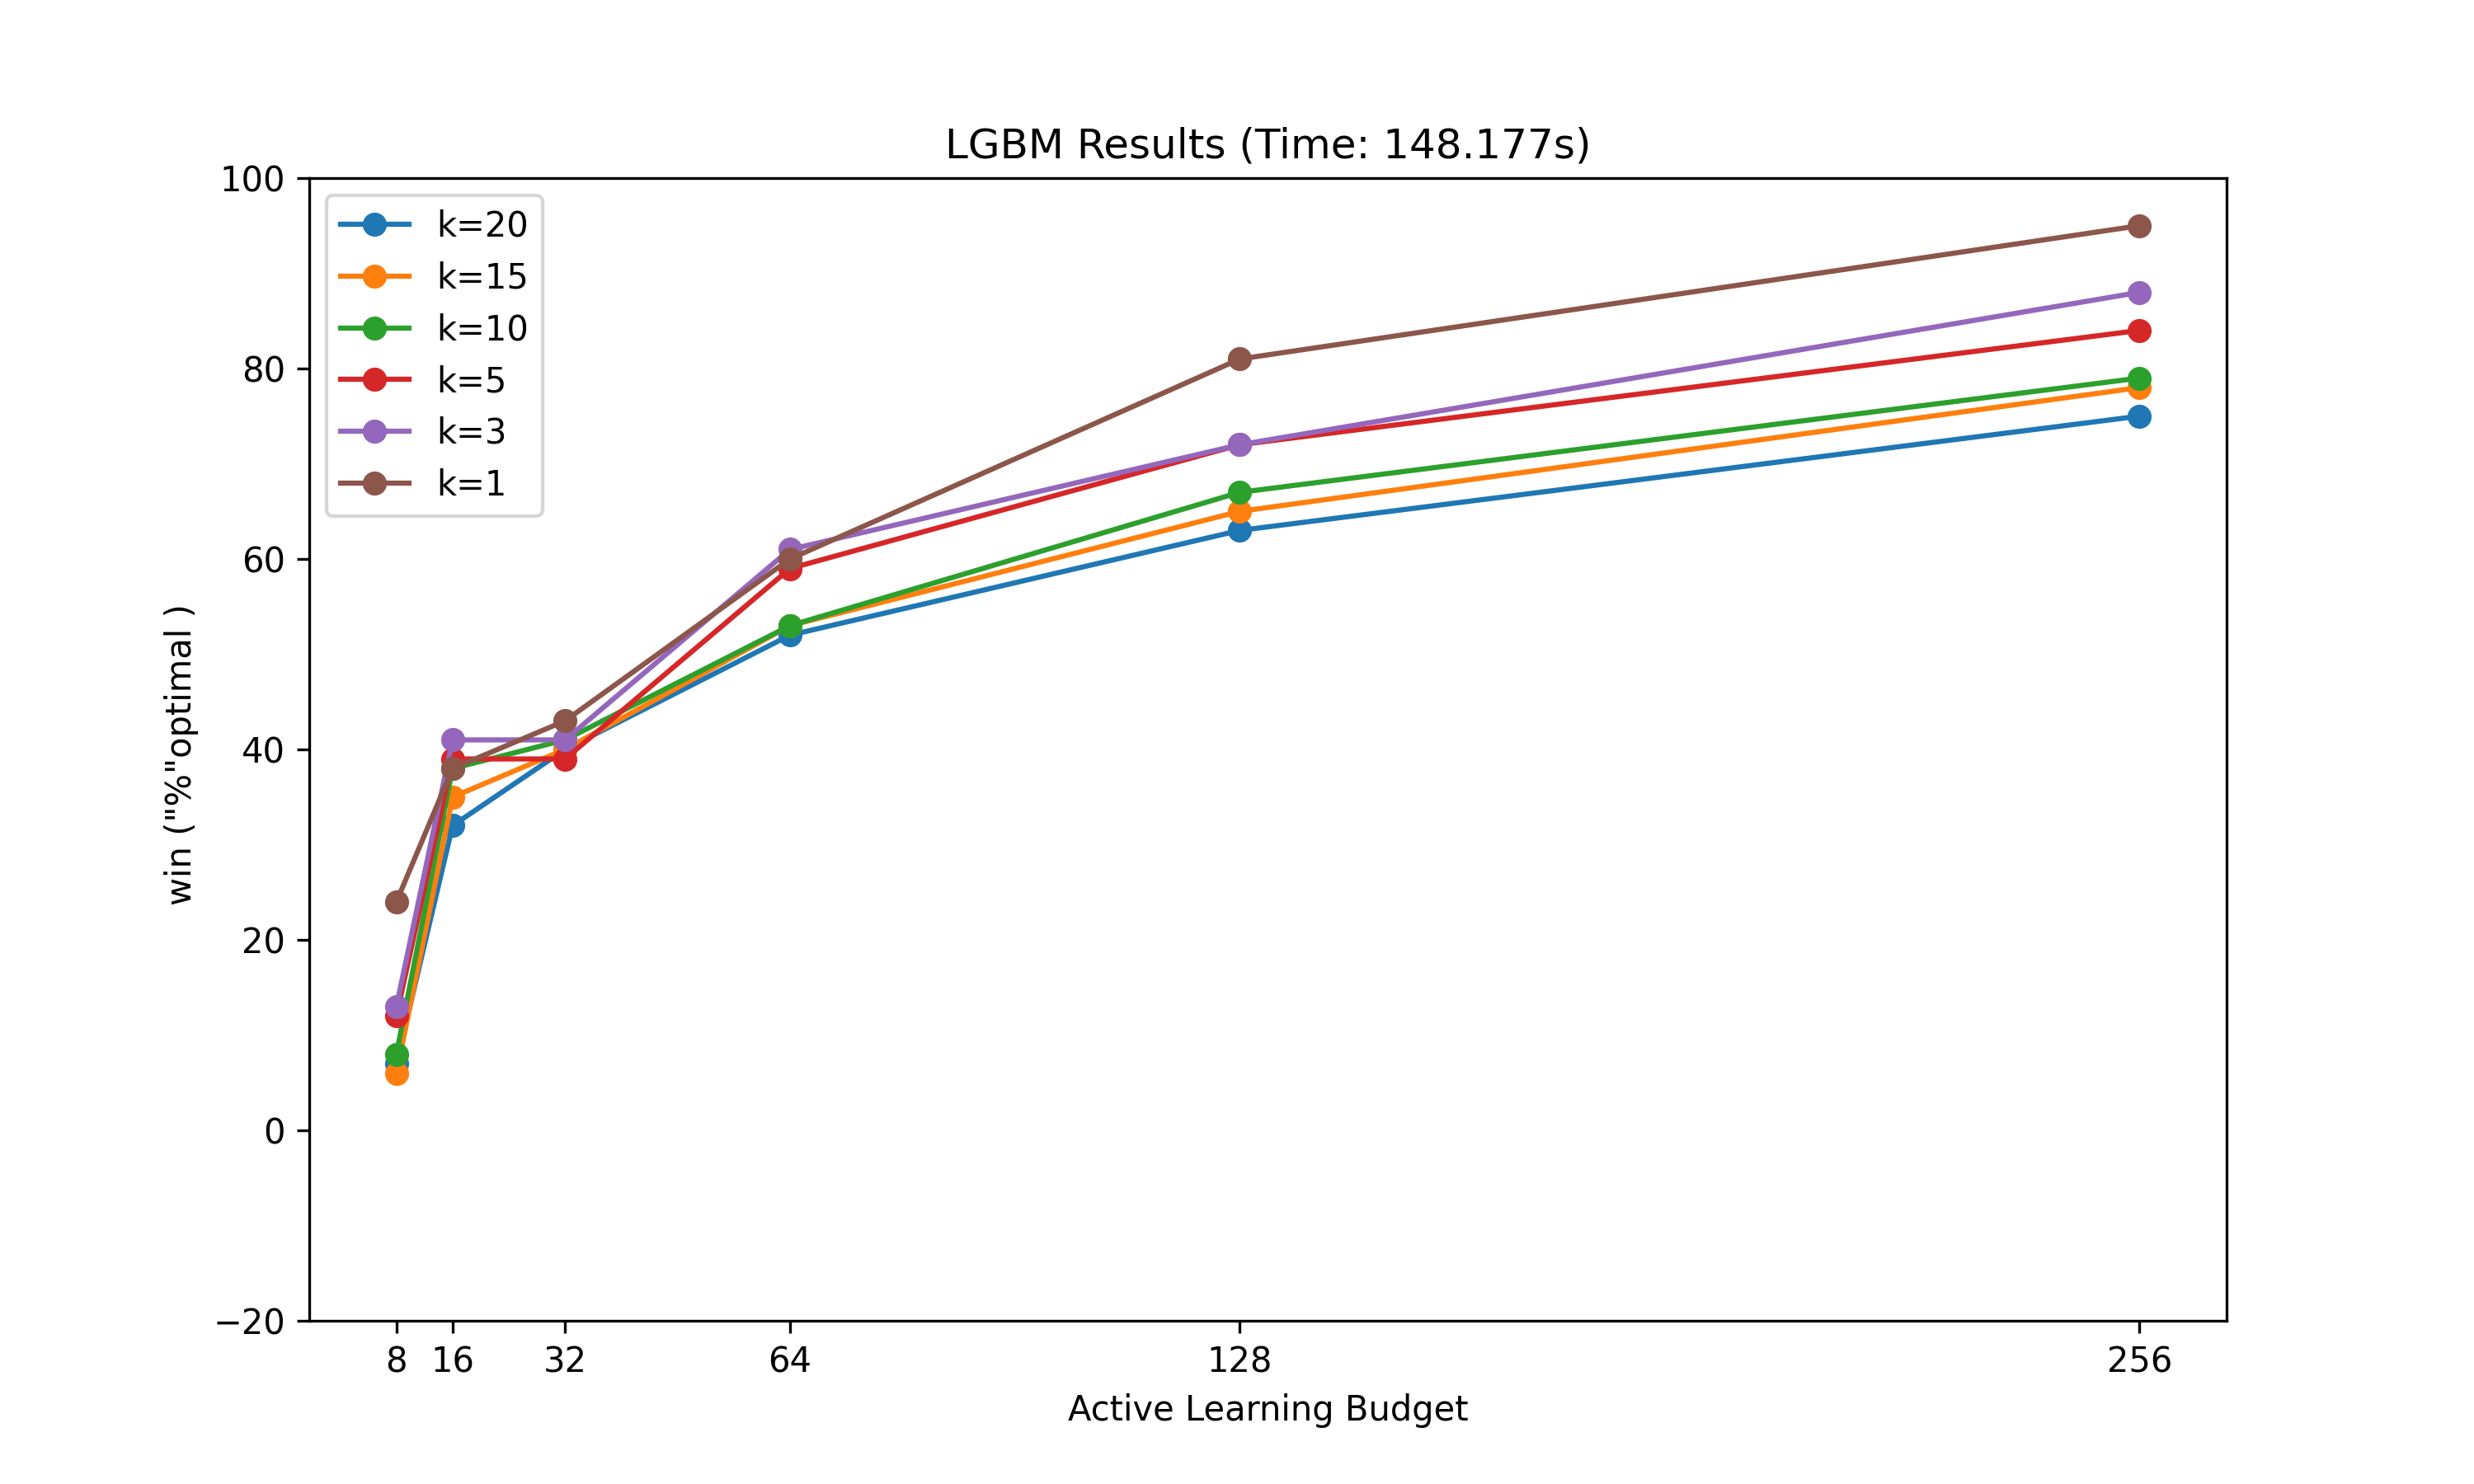 LGBM Results (Time: 148.177s)
100
80
60
40
20
0
−20
win ("%"optimal )
k=20
k=15
k=10
k=5
k=3
k=1
8 16 32 64 128 256
Active Learning Budget